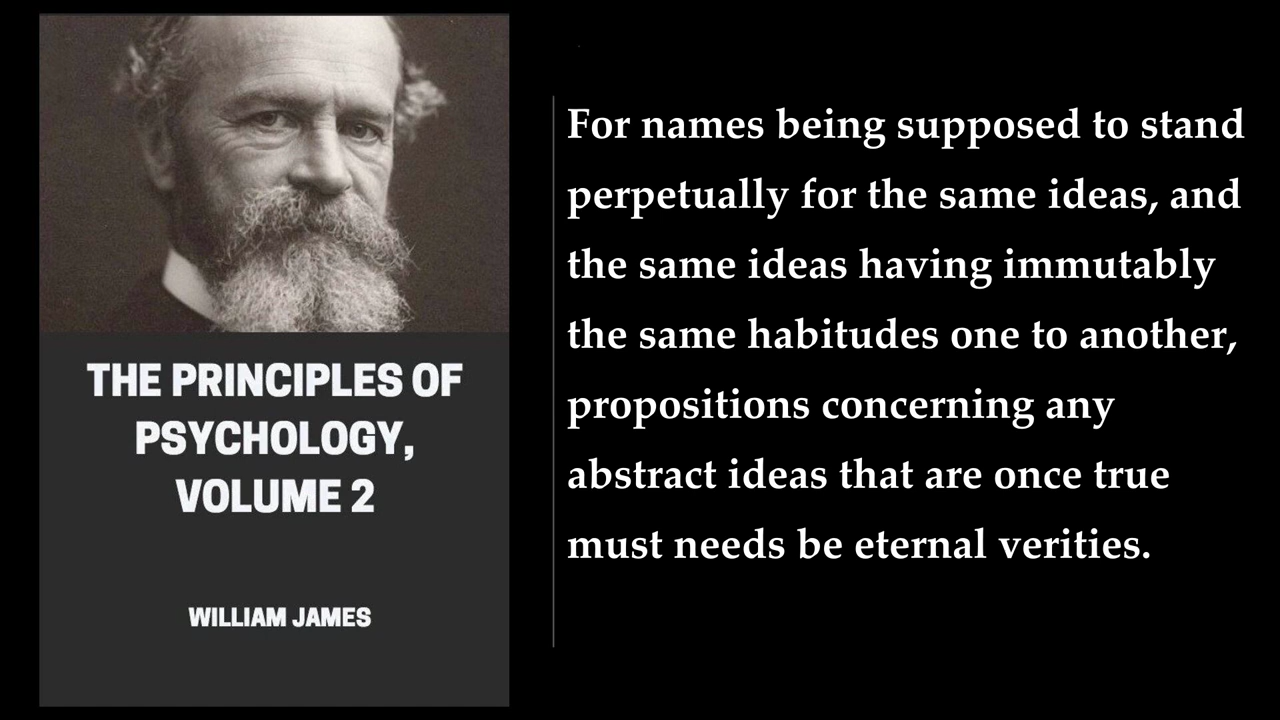 THE PRINCIPLES OF
PSYCHOLOGY,
VOLUME 2
WILLIAM JAMES
For names being supposed to stand
perpetually for the same ideas, and
the same ideas having immutably
the same habitudes one to another,
propositions concerning any
abstract ideas that are once true
must needs be eternal verities.